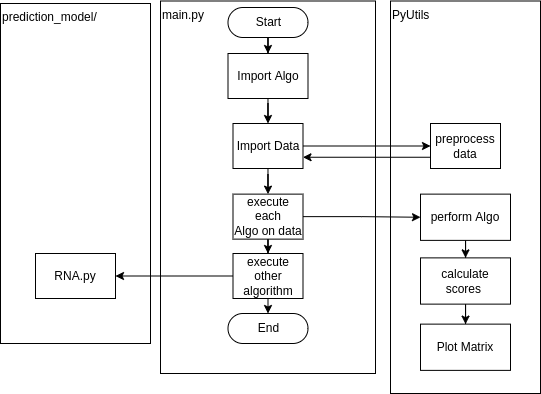 prediction_model/
main.py
PyUtils
Start
Import Algo
Import Data
preprocess
data
execute
each
Algo on data
perform Algo
execute
other
algorithm
RNA.py
calculate
scores
End
Plot Matrix